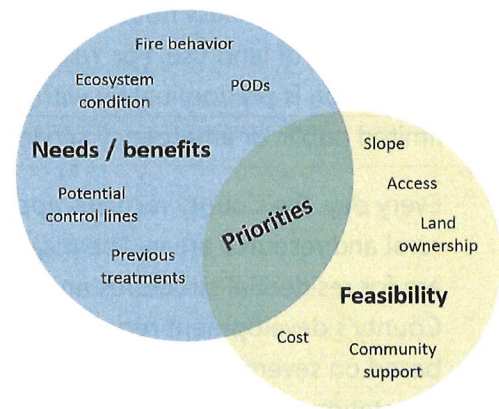 Fire behavior
Ecosystem
condition
PODs
Needs / benefits
Potential
control lines
Previous
treatments
Priorities
Slope
Access
Land
ownership
Feasibility
Cost
Community
support